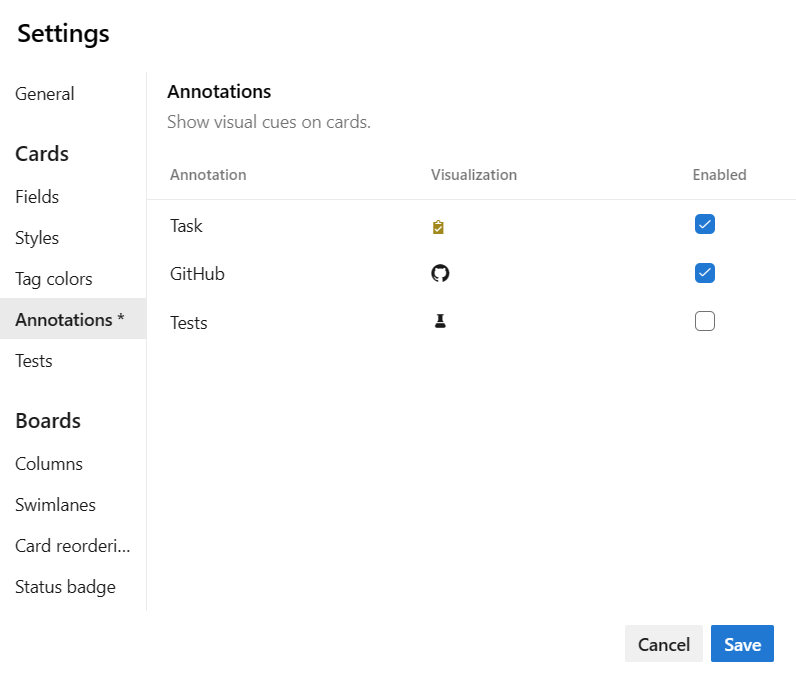 Settings
General
Cards
Fields
Styles
Tag colors
Annotations *
Tests
Boards
Columns
Swimlanes
Card reorderi...
Status badge
Annotations
Show visual cues on cards.
Annotation Visualization Enabled
Task
GitHub
Tests
Cancel Save